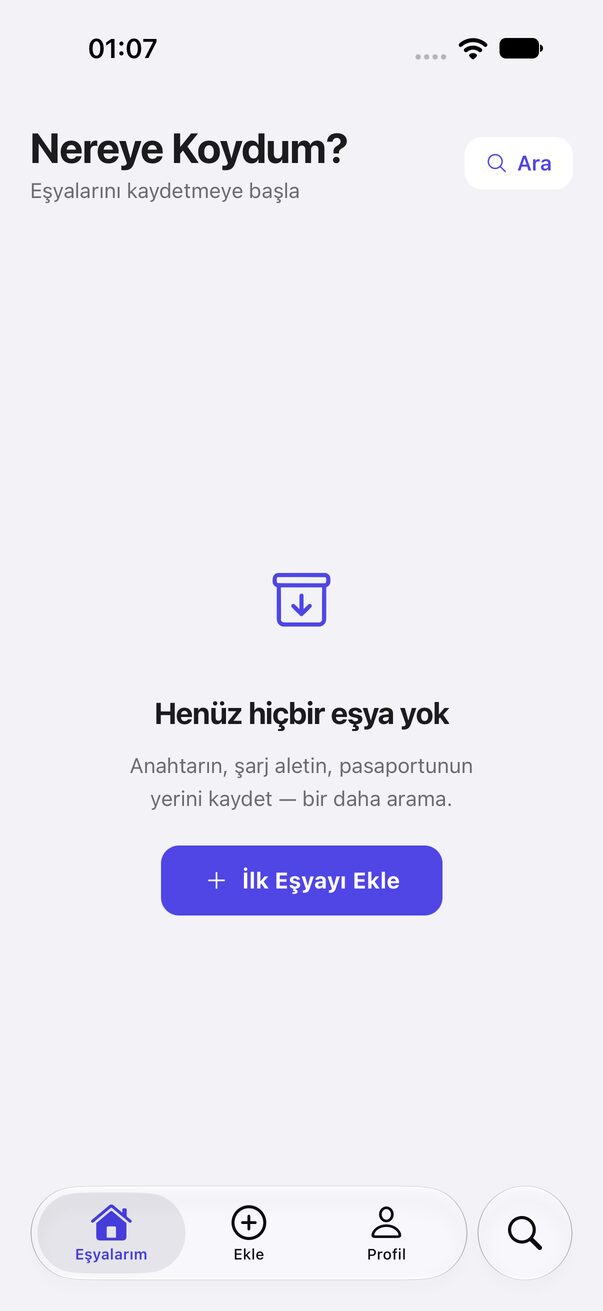 01:07
Nereye Koydum?
Eşyalarını kaydetmeye başla
Ara
Henüz hiçbir eşya yok
Anahtarın, şarj aletin, pasaportunun
yerini kaydet — bir daha arama.
İlk Eşyayı Ekle
Eşyalarım
Ekle
Profil